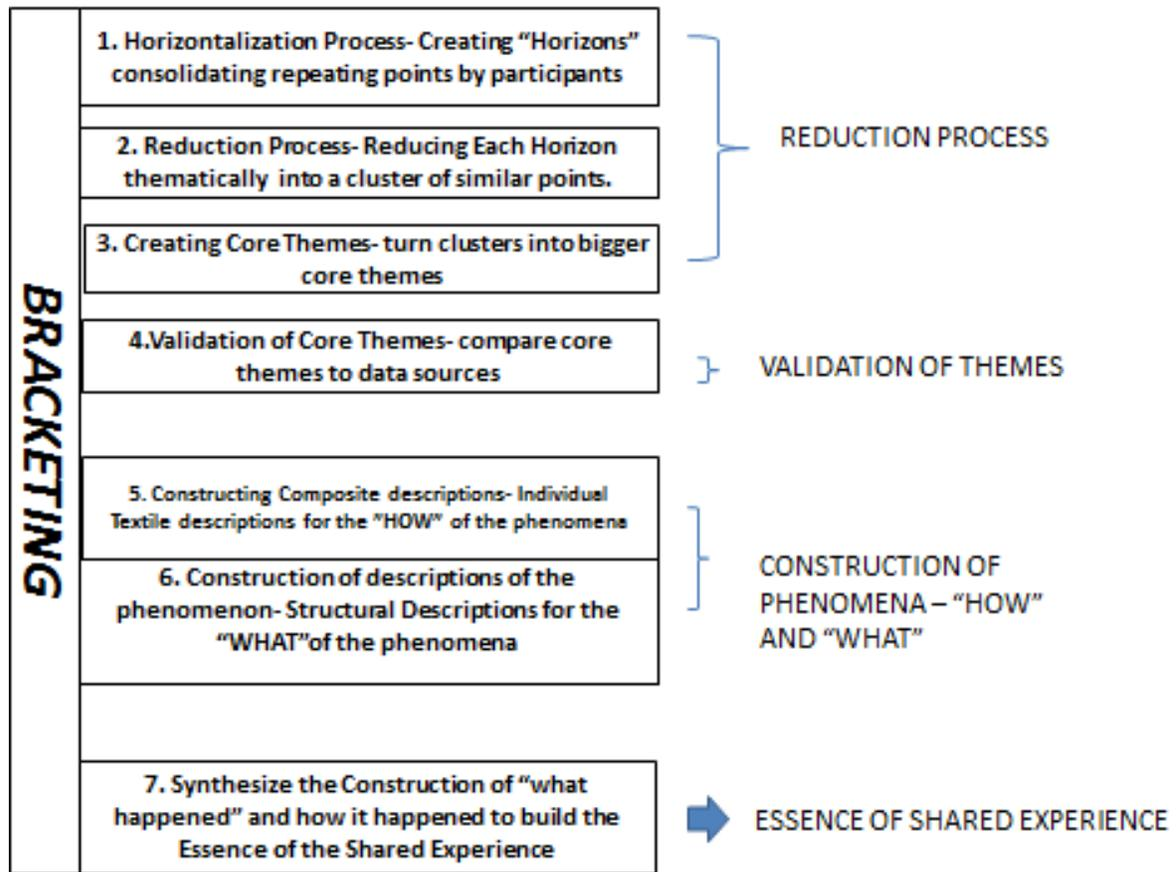 BRACKETING
1. Horizontalization Process- Creating "Horizons"
consolidating repeating points by participants
2. Reduction Process- Reducing Each Horizon
thematically into a cluster of similar points.
3. Creating Core Themes- turn clusters into bigger
core themes
REDUCTION PROCESS
4.Validation of Core Themes- compare core
themes to data sources
VALIDATION OF THEMES
5. Constructing Composite descriptions- Individual
Textile descriptions for the "HOW" of the phenomena
6. Construction of descriptions of the
phenomenon- Structural Descriptions for the
"WHAT"of the phenomena
CONSTRUCTION OF
PHENOMENA – "HOW"
AND "WHAT"
7. Synthesize the Construction of "what
happened" and how it happened to build the
Essence of the Shared Experience
ESSENCE OF SHARED EXPERIENCE